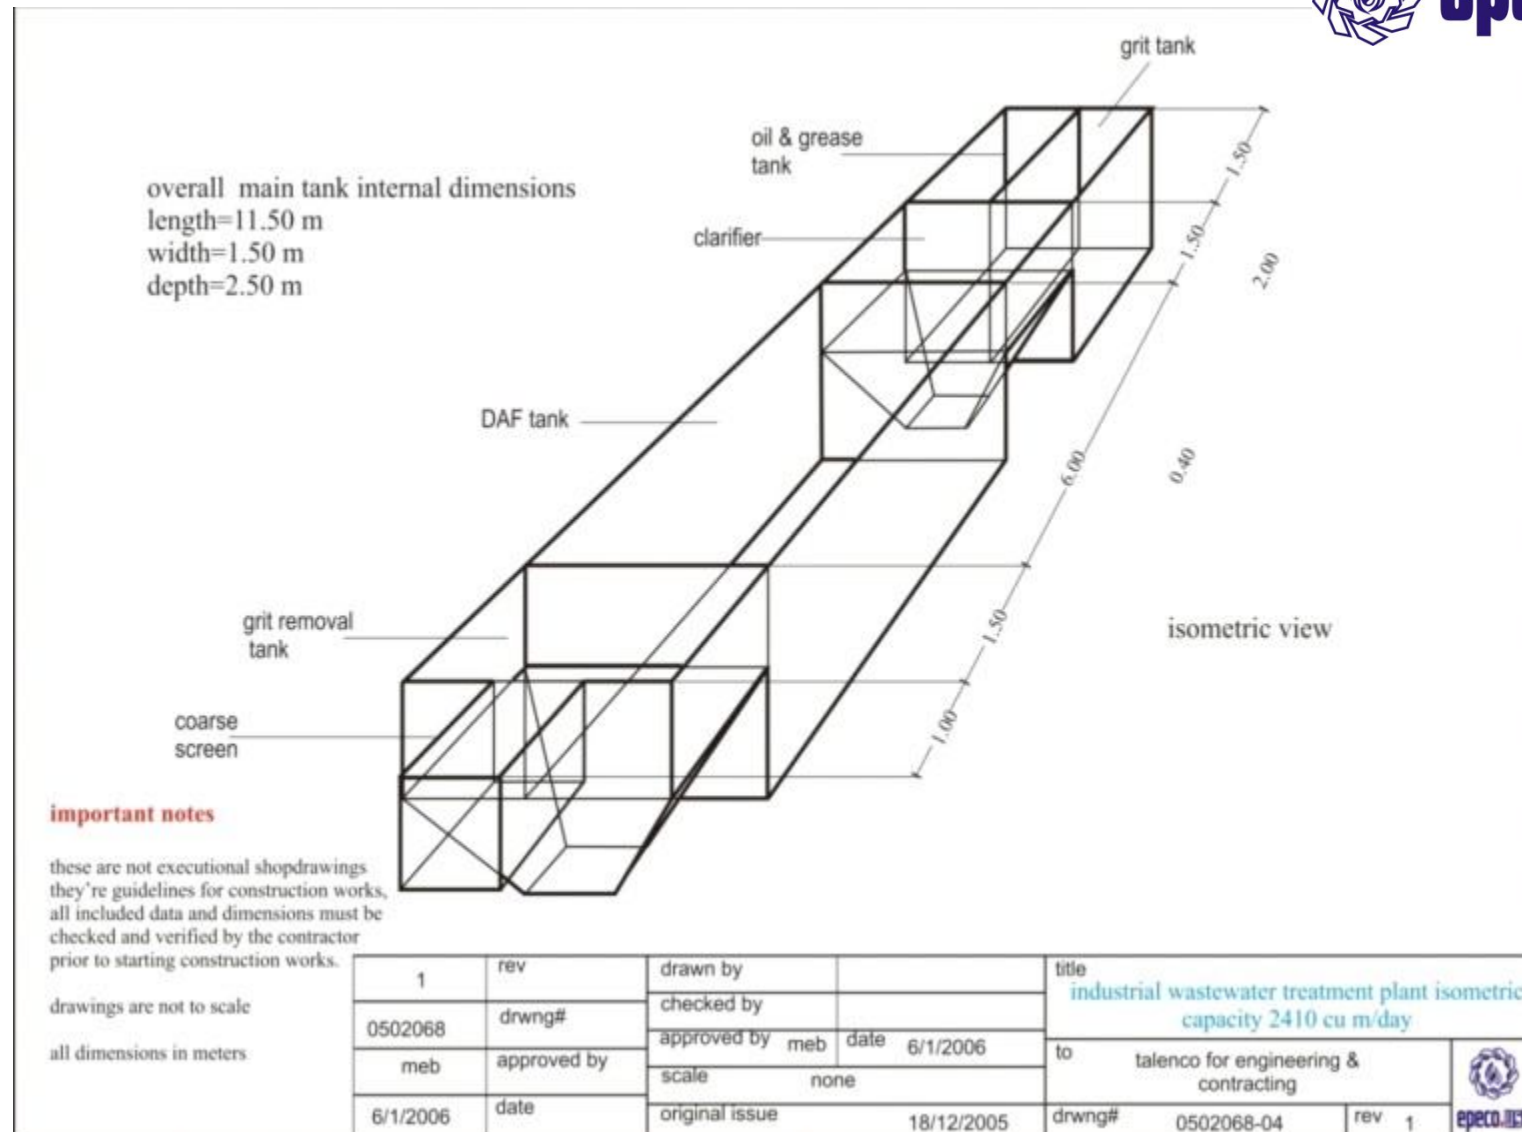 grit tank
oil & grease
tank
clarifier
overall main tank internal dimensions
length=11.50 m
width=1.50 m
depth=2.50 m
1.50
1.50
2.00
DAF tank
6.00
0.40
grit removal
tank
1.50
isometric view
coarse
screen
1.00
important notes
these are not executional shopdrawings
they're guidelines for construction works,
all included data and dimensions must be
checked and verified by the contractor
prior to starting construction works.
drawings are not to scale
all dimensions in meters
1 rev
0502068 drwng#
meb approved by
6/1/2006 date
drawn by
checked by
approved by meb date 6/1/2006
scale none
original issue 18/12/2005
title
industrial wastewater treatment plant isometric
capacity 2410 cu m/day
to talenco for engineering &
contracting
drwng# 0502068-04 rev 1